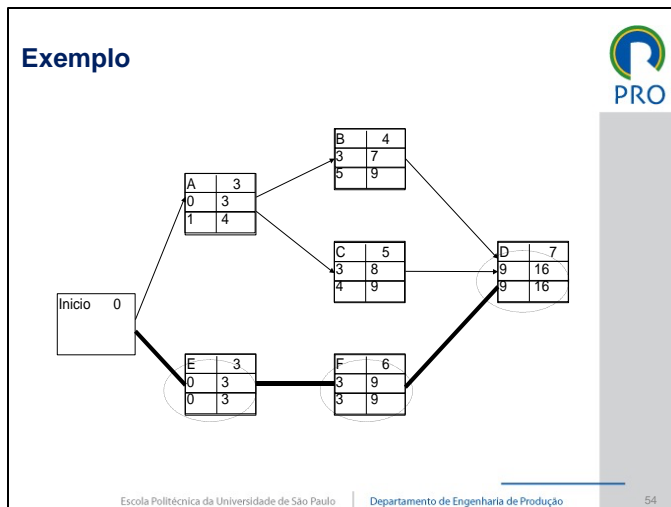 Exemplo
PRO
B 4
3 7
5 9
A 3
0 3
1 4
C 5
3 8
4 9
D 7
9 16
9 16
Inicio 0
E 3
0 3
0 3
F 6
3 9
3 9
Escola Politécnica da Universidade de São Paulo Departamento de Engenharia de Produção 54